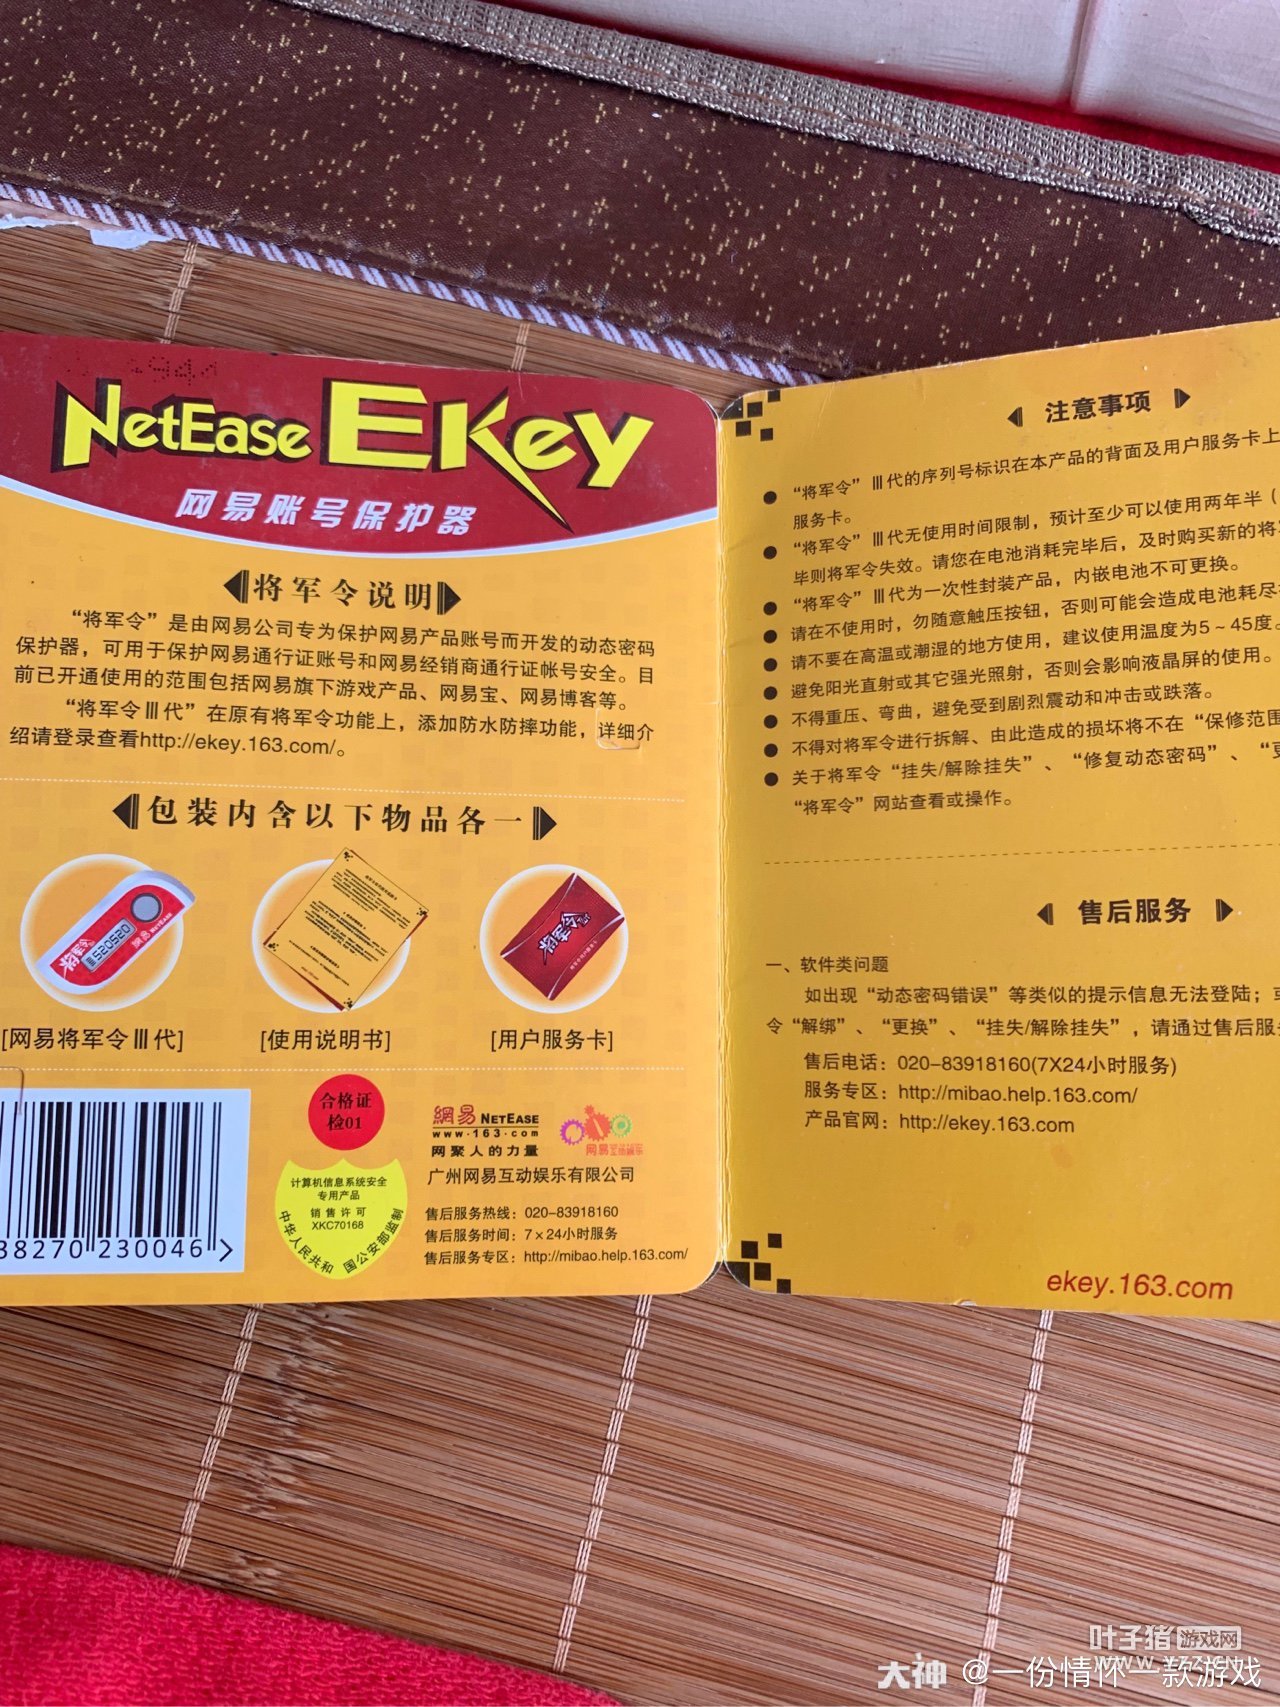 NetEase EKey
网易账号保护器
将军令说明
“将军令”是由网易公司专为保护网易产品账号而开发的动态密码
保护器，可用于保护网易通行证账号和网易经销商通行证帐号安全。目
前已开通使用的范围包括网易旗下游戏产品、网易宝、网易博客等。
“将军令Ⅲ代”在原有将军令功能上，添加防水防摔功能，详细介
绍请登录查看http://ekey.163.com/。
包装内含以下物品各一
[网易将军令Ⅲ代]
[使用说明书]
[用户服务卡]
38270 230046 >
合格证
检01
计算机信息系统安全
专用产品
销售许可
XKC70168
中华人民共和国公安部监制
網易 NETEASE
www.163.com
网聚人的力量
网易互动娱乐
广州网易互动娱乐有限公司
售后服务热线：020-83918160
售后服务时间：7×24小时服务
售后服务专区：http://mibao.help.163.com/
注意事项
● “将军令”Ⅲ代的序列号标识在本产品的背面及用户服务卡上
服务卡。
● “将军令”Ⅲ代无使用时间限制，预计至少可以使用两年半（
毕则将军令失效。请您在电池消耗完毕后，及时购买新的将
● “将军令”Ⅲ代为一次性封装产品，内嵌电池不可更换。
● 请在不使用时，勿随意触压按钮，否则可能会造成电池耗尽
● 请不要在高温或潮湿的地方使用，建议使用温度为5～45度。
● 避免阳光直射或其它强光照射，否则会影响液晶屏的使用。
● 不得重压、弯曲，避免受到剧烈震动和冲击或跌落。
● 不得对将军令进行拆解、由此造成的损坏将不在“保修范围
● 关于将军令“挂失/解除挂失”、“修复动态密码”、“更
“将军令”网站查看或操作。
售后服务
一、软件类问题
如出现“动态密码错误”等类似的提示信息无法登陆；或
令“解绑”、“更换”、“挂失/解除挂失”，请通过售后服务
售后电话：020-83918160(7X24小时服务)
服务专区：http://mibao.help.163.com/
产品官网：http://ekey.163.com
ekey.163.com
叶子猪 游戏网
WWW.YZZ.CN
大神 @一份情怀一款游戏